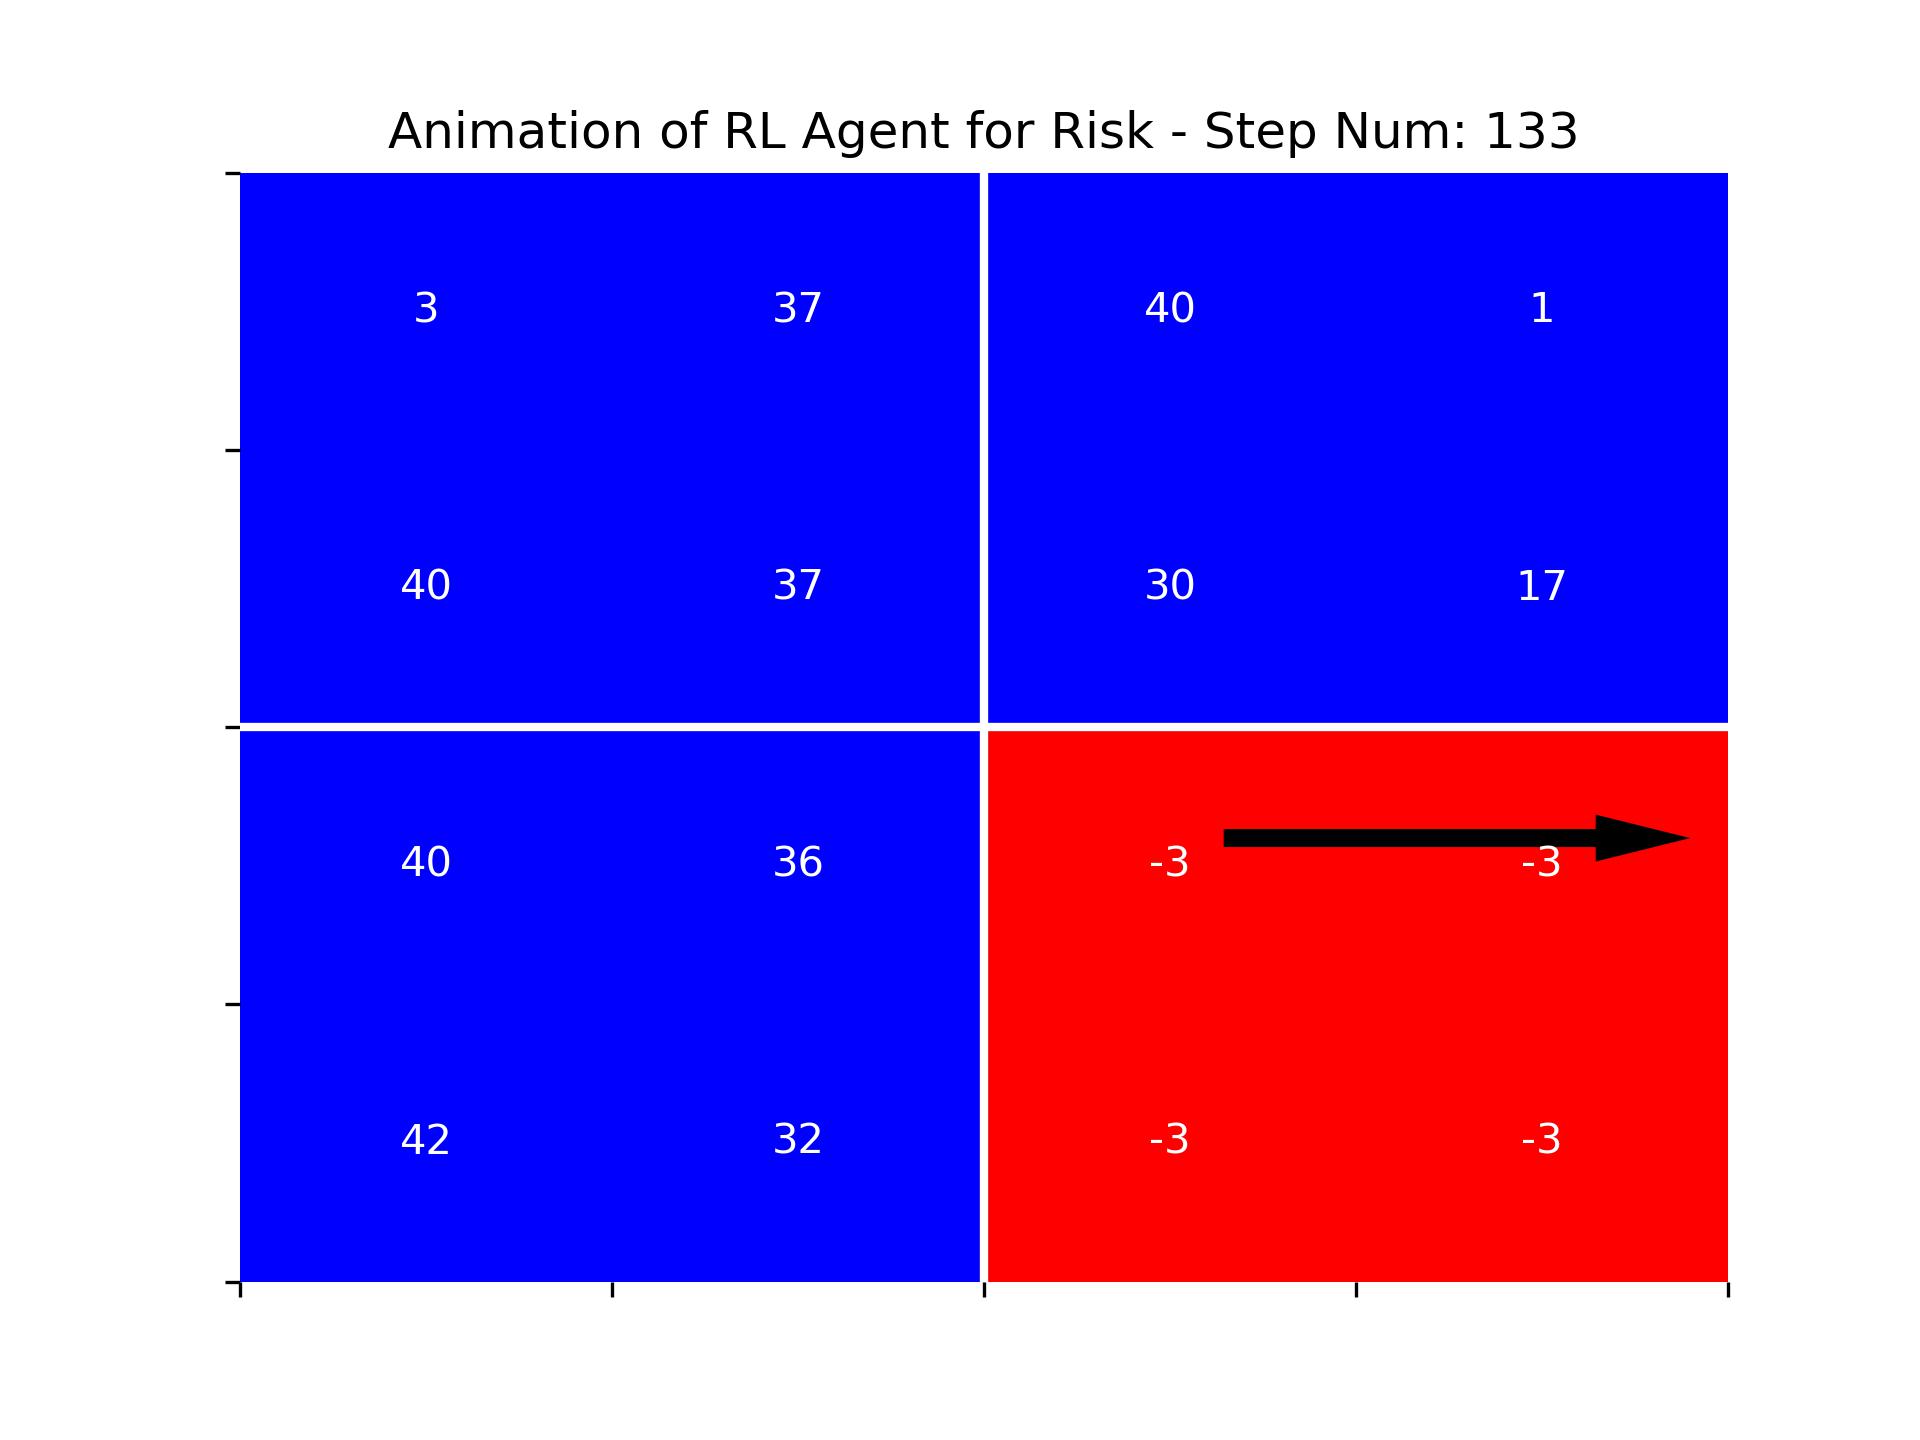 Animation of RL Agent for Risk - Step Num: 133
3 37 40 1
40 37 30 17
40 36 -3 -3
42 32 -3 -3